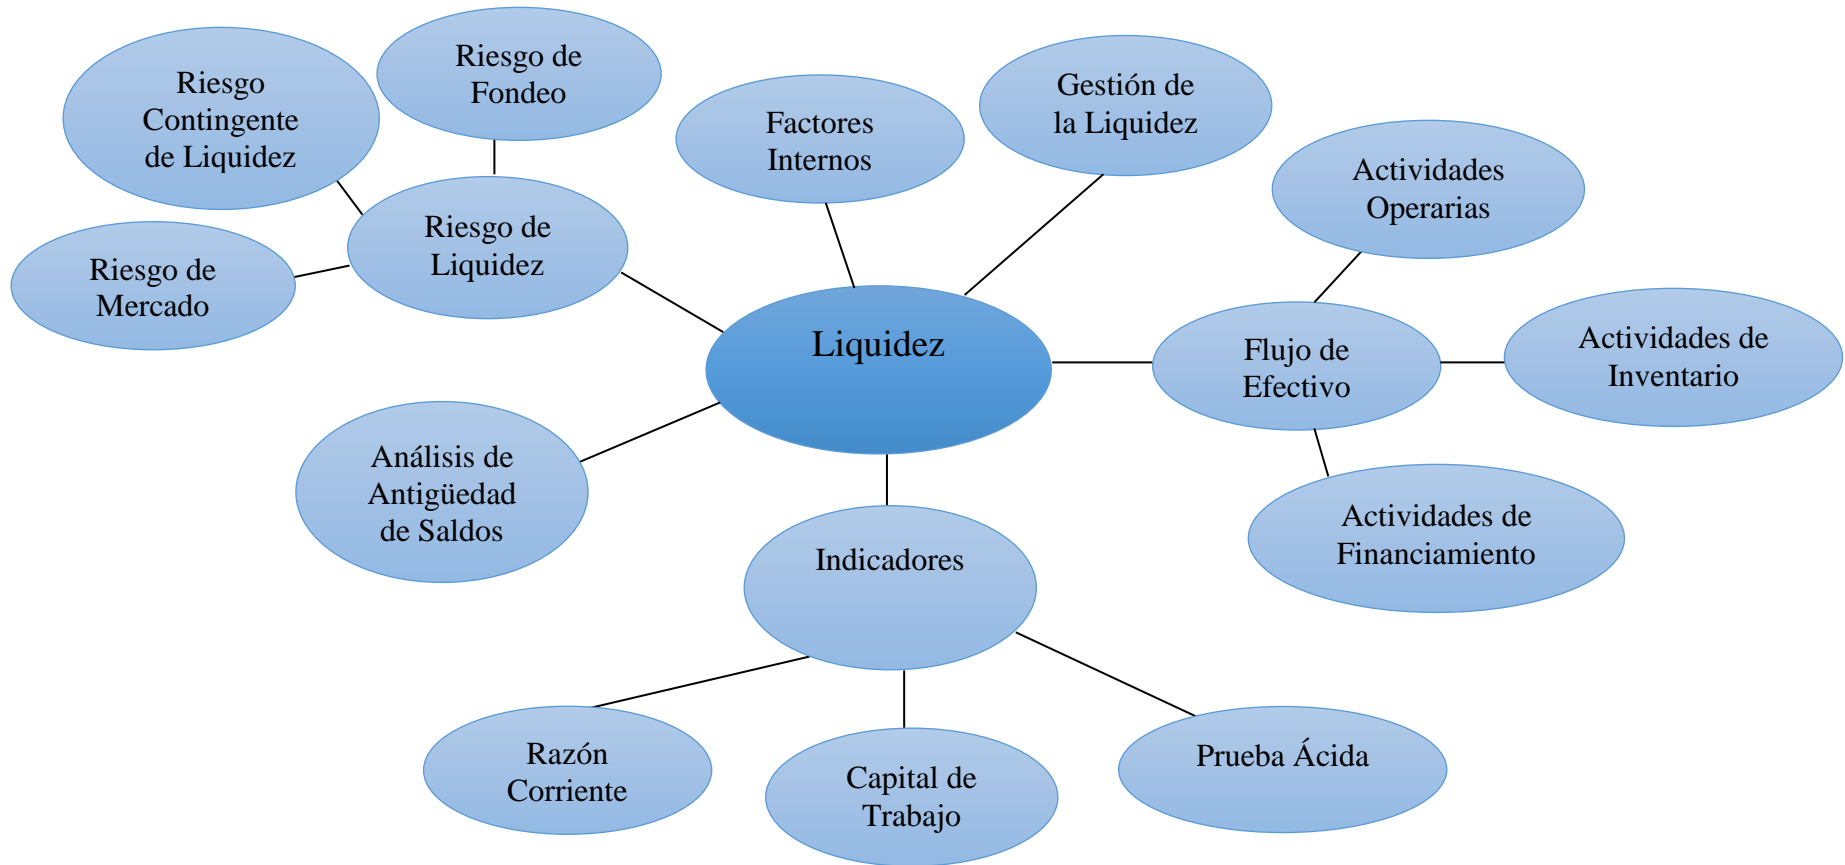 Riesgo de
Fondeo
Riesgo
Contingente
de Liquidez
Gestión de
la Liquidez
Factores
Internos
Actividades
Operarias
Riesgo de
Liquidez
Riesgo de
Mercado
Liquidez
Flujo de
Efectivo
Actividades de
Inventario
Análisis de
Antigüedad
de Saldos
Actividades de
Financiamiento
Indicadores
Razón
Corriente
Capital de
Trabajo
Prueba Ácida